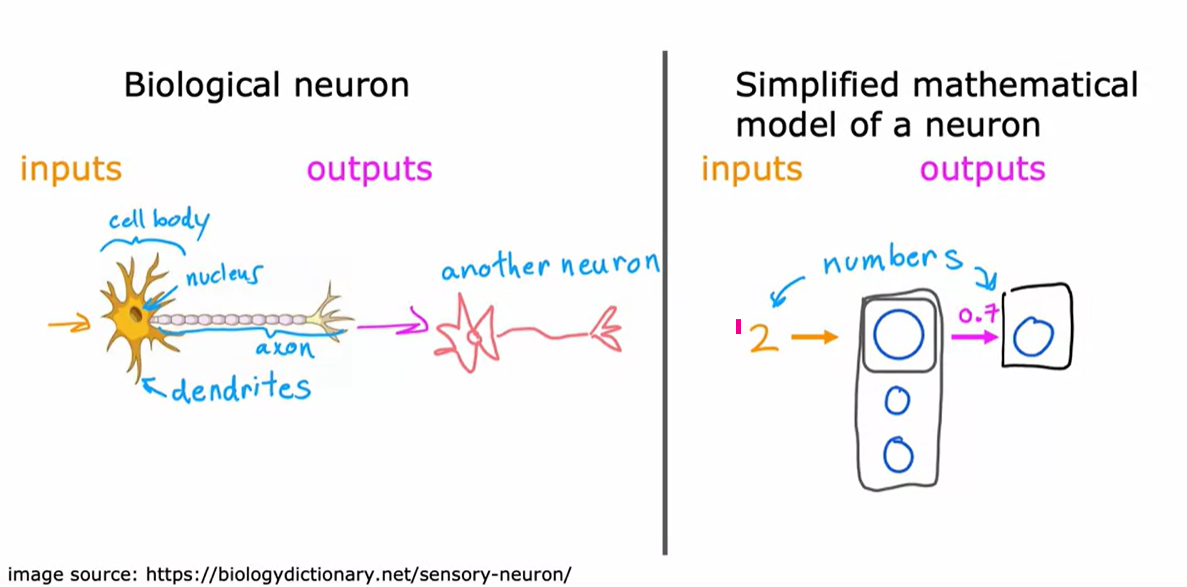 Biological neuron
inputs
outputs
cell body
nucleus
another neuron
axon
dendrites
Simplified mathematical
model of a neuron
inputs
outputs
numbers
2
0.7
image source: https://biologydictionary.net/sensory-neuron/